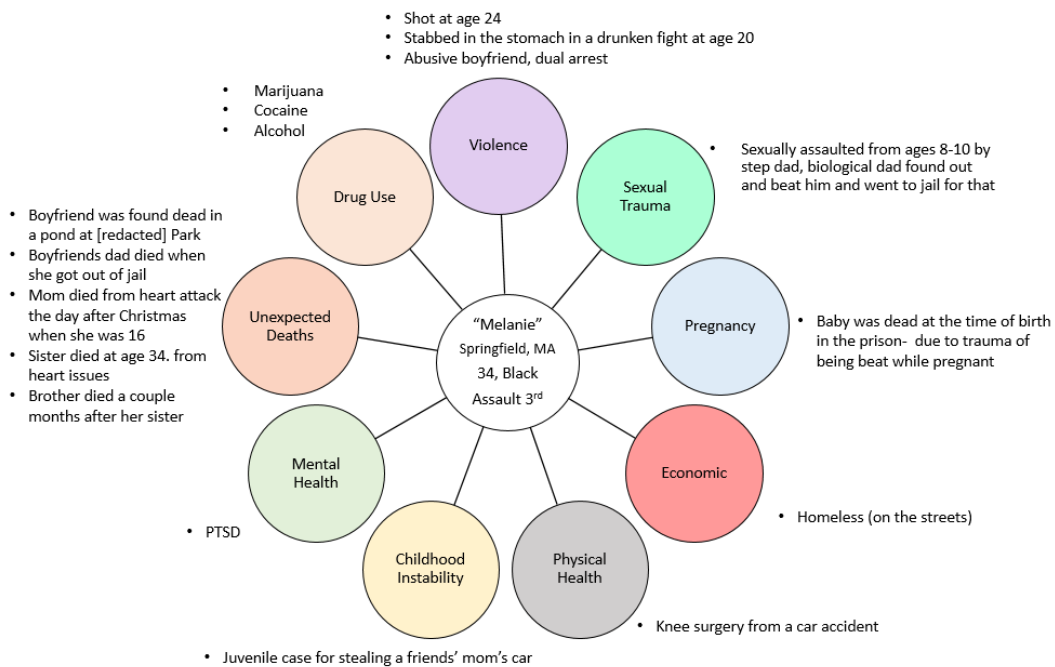 • Shot at age 24
• Stabbed in the stomach in a drunken fight at age 20
• Abusive boyfriend, dual arrest
Violence
• Marijuana
• Cocaine
• Alcohol
Drug Use
• Sexually assaulted from ages 8-10 by
step dad, biological dad found out
and beat him and went to jail for that
Sexual
Trauma
• Boyfriend was found dead in
a pond at [redacted] Park
• Boyfriends dad died when
she got out of jail
• Mom died from heart attack
the day after Christmas
when she was 16
• Sister died at age 34. from
heart issues
• Brother died a couple
months after her sister
Unexpected
Deaths
"Melanie"
Springfield, MA
34, Black
Assault 3rd
Pregnancy
• Baby was dead at the time of birth
in the prison- due to trauma of
being beat while pregnant
Mental
Health
• PTSD
Economic
• Homeless (on the streets)
Childhood
Instability
• Juvenile case for stealing a friends' mom's car
Physical
Health
• Knee surgery from a car accident